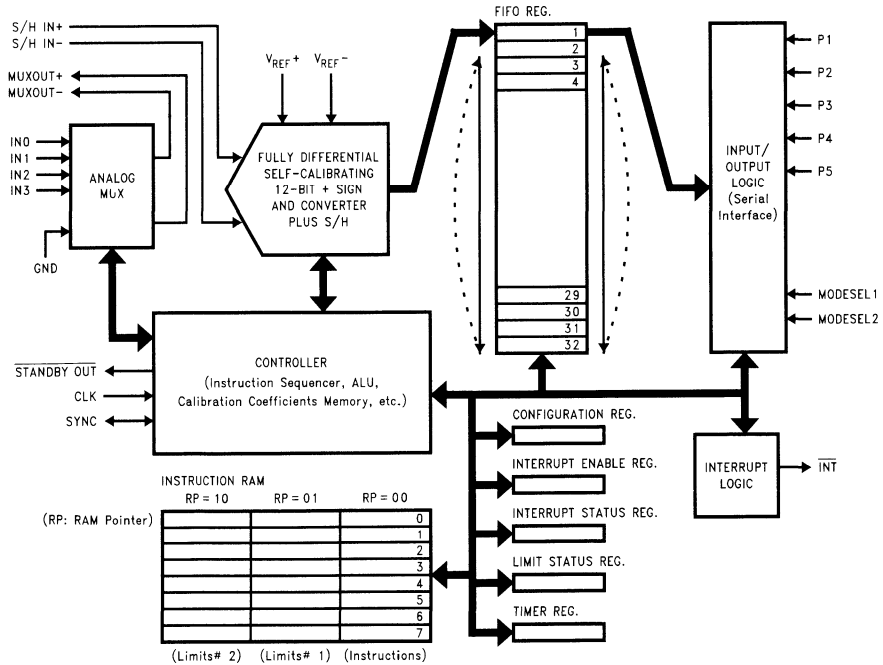 S/H IN+
S/H IN-
MUXOUT+
MUXOUT-
IN0
IN1
IN2
IN3
GND
ANALOG
MUX
VREF+ VREF-
FULLY DIFFERENTIAL
SELF-CALIBRATING
12-BIT + SIGN
AND CONVERTER
PLUS S/H
FIFO REG.
1
2
3
4
29
30
31
32
INPUT/
OUTPUT
LOGIC
(Serial
Interface)
P1
P2
P3
P4
P5
MODESEL1
MODESEL2
STANDBY OUT
CLK
SYNC
CONTROLLER
(Instruction Sequencer, ALU,
Calibration Coefficients Memory, etc.)
CONFIGURATION REG.
INTERRUPT ENABLE REG.
INTERRUPT STATUS REG.
LIMIT STATUS REG.
TIMER REG.
INTERRUPT
LOGIC
INT
INSTRUCTION RAM
RP = 10 RP = 01 RP = 00
(RP: RAM Pointer)
0
1
2
3
4
5
6
7
(Limits# 2) (Limits# 1) (Instructions)